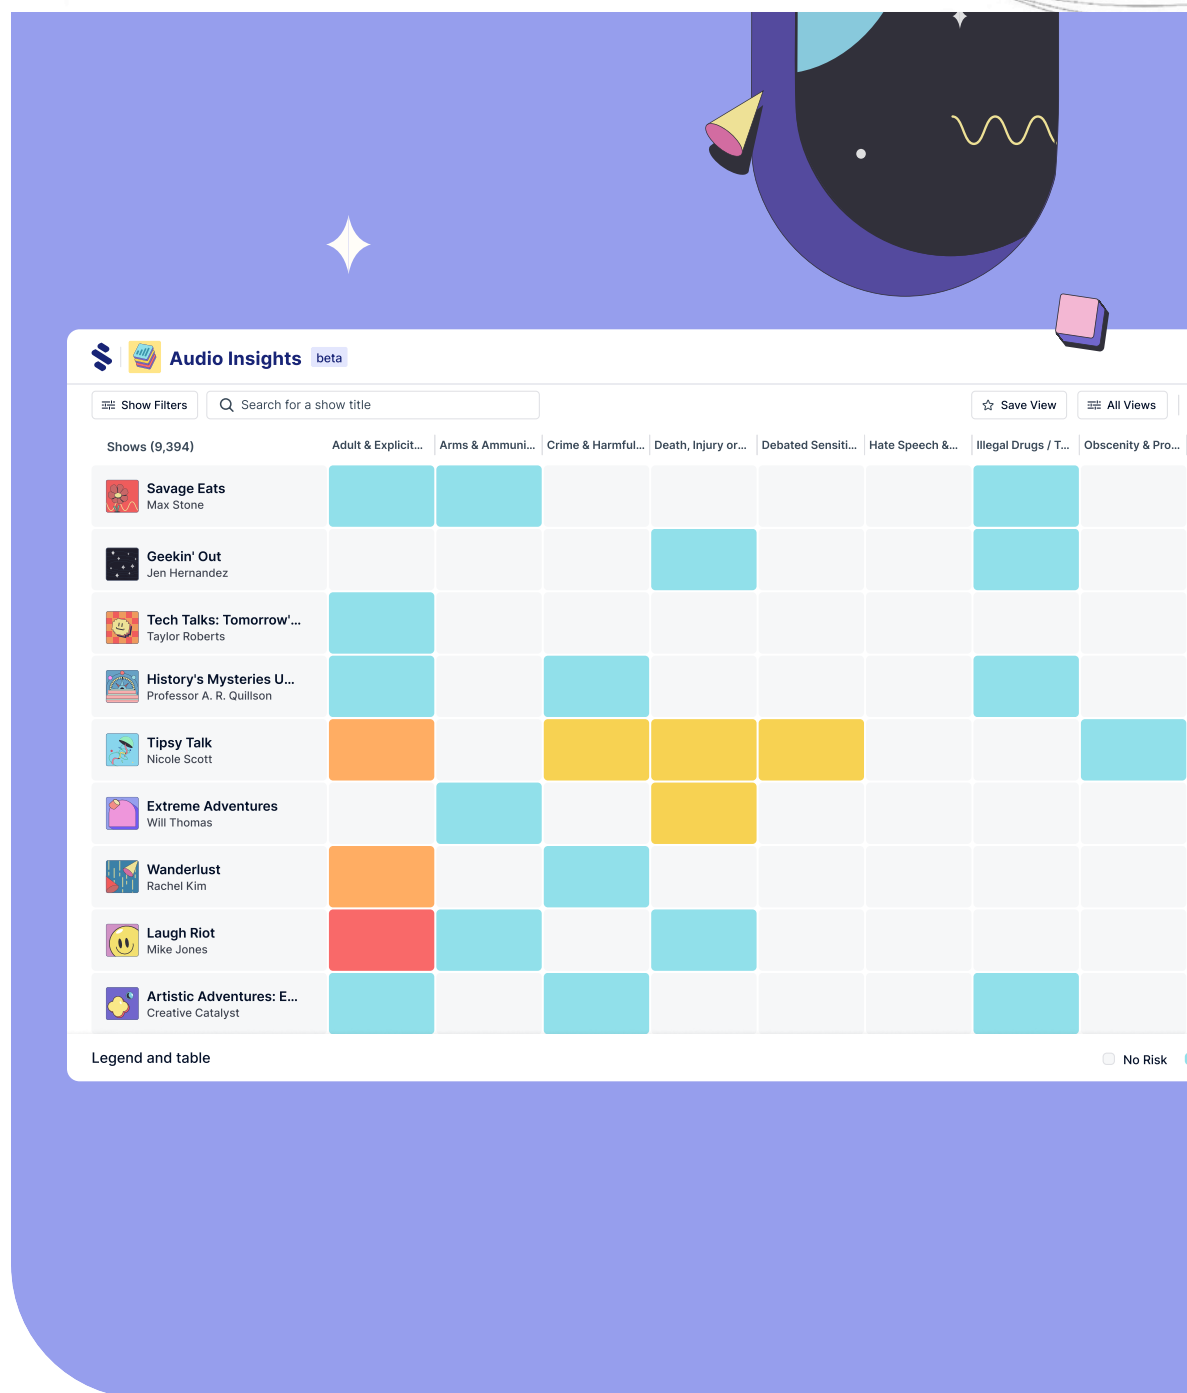 Audio Insights beta
Show Filters Search for a show title Save View All Views
Shows (9,394) Adult & Explicit... Arms & Ammuni... Crime & Harmful... Death, Injury or... Debated Sensiti... Hate Speech &... Illegal Drugs / T... Obscenity & Pro...
Savage Eats
Max Stone
Geekin' Out
Jen Hernandez
Tech Talks: Tomorrow'...
Taylor Roberts
History's Mysteries U...
Professor A. R. Quillson
Tipsy Talk
Nicole Scott
Extreme Adventures
Will Thomas
Wanderlust
Rachel Kim
Laugh Riot
Mike Jones
Artistic Adventures: E...
Creative Catalyst
Legend and table No Risk